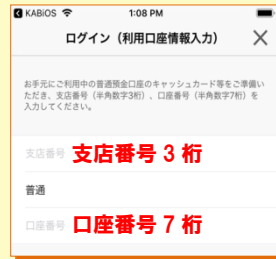 KABiOS 1:08 PM
ログイン（利用口座情報入力）
お手元にご利用中の普通預金口座のキャッシュカード等をご準備い
ただき、支店番号（半角数字3桁）、口座番号（半角数字7桁）を
入力してください。
支店番号 支店番号 3 桁
普通
口座番号 口座番号 7 桁